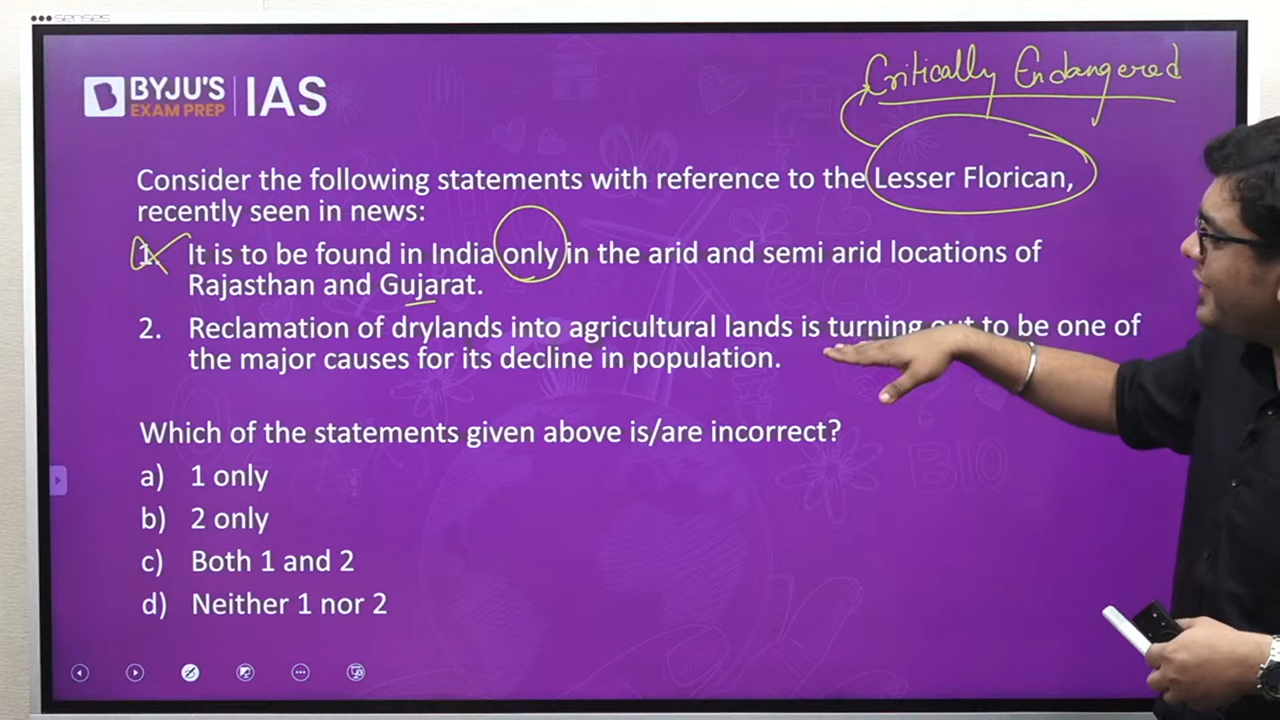 senses
Critically Endangered
BYJU'S
EXAM PREP
IAS
Consider the following statements with reference to the Lesser Florican,
recently seen in news:
1. It is to be found in India only in the arid and semi arid locations of
Rajasthan and Gujarat.
2. Reclamation of drylands into agricultural lands is turning out to be one of
the major causes for its decline in population.
Which of the statements given above is/are incorrect?
a) 1 only
b) 2 only
c) Both 1 and 2
d) Neither 1 nor 2
eco
BIO